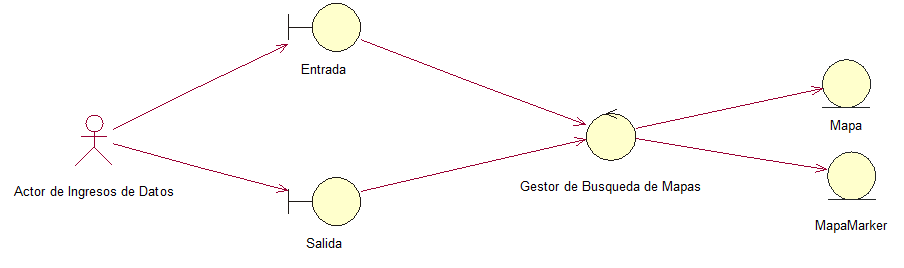 Entrada
Mapa
Actor de Ingresos de Datos
Gestor de Busqueda de Mapas
MapaMarker
Salida